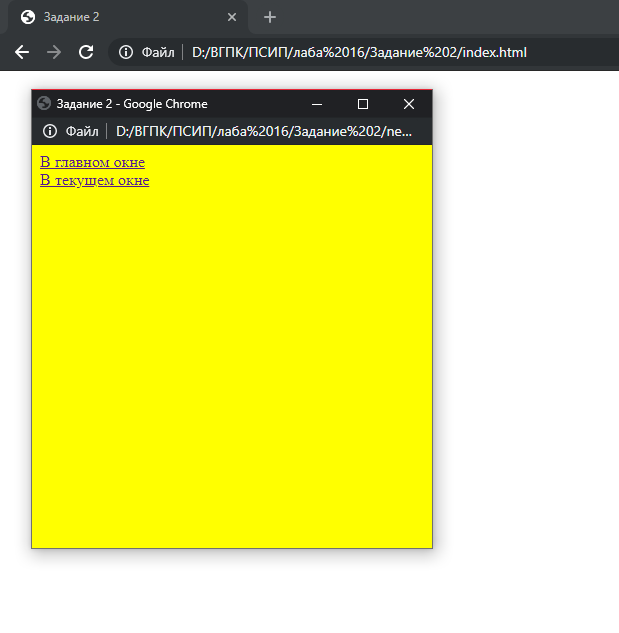 Задание 2
Файл D:/ВГПК/ПСИП/лаба%2016/Задание%202/index.html
Задание 2 - Google Chrome
Файл D:/ВГПК/ПСИП/лаба%2016/Задание%202/ne...
В главном окне
В текущем окне